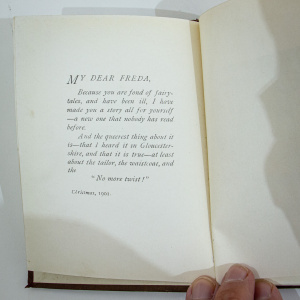 MY DEAR FREDA,
Because you are fond of fairy-
tales, and have been ill, I have
made you a story all for yourself
—a new one that nobody has read
before.
And the queerest thing about it
is—that I heard it in Gloucester-
shire, and that it is true—at least
about the tailor, the waistcoat, and
the
"No more twist!"
Christmas, 1901